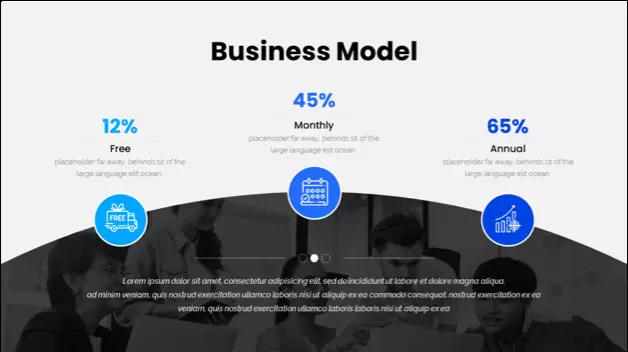 Business Model
12%
Free
placeholder far away, behinds sit of the
large language elit ocean
45%
Monthly
placeholder far away, behinds sit of the
large language elit ocean
65%
Annual
placeholder far away, behinds sit of the
large language elit ocean
FREE
Lorem ipsum dolor sit amet, consectetur adipisicing elit, sed do incididunt ut labore et dolore magna aliqua.
ad minim veniam, quis nostrud exercitation ullamco laboris nisi ut aliquip ex ea commodo consequat. nostrud exercitation ex ea
veniam, quis nostrud exercitation ullamco laboris nisi ut aliquip ex ea